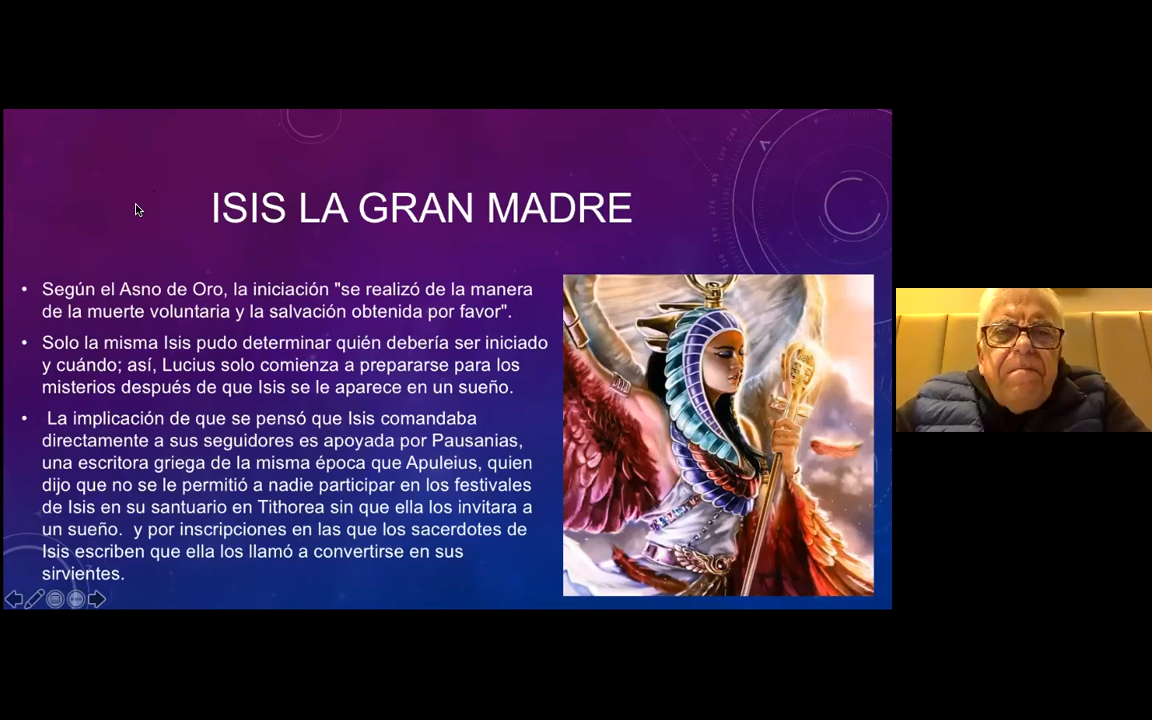 ISIS LA GRAN MADRE
• Según el Asno de Oro, la iniciación "se realizó de la manera
de la muerte voluntaria y la salvación obtenida por favor".
• Solo la misma Isis pudo determinar quién debería ser iniciado
y cuándo; así, Lucius solo comienza a prepararse para los
misterios después de que Isis se le aparece en un sueño.
• La implicación de que se pensó que Isis comandaba
directamente a sus seguidores es apoyada por Pausanias,
una escritora griega de la misma época que Apuleius, quien
dijo que no se le permitió a nadie participar en los festivales
de Isis en su santuario en Tithorea sin que ella los invitara a
un sueño.  y por inscripciones en las que los sacerdotes de
Isis escriben que ella los llamó a convertirse en sus
sirvientes.